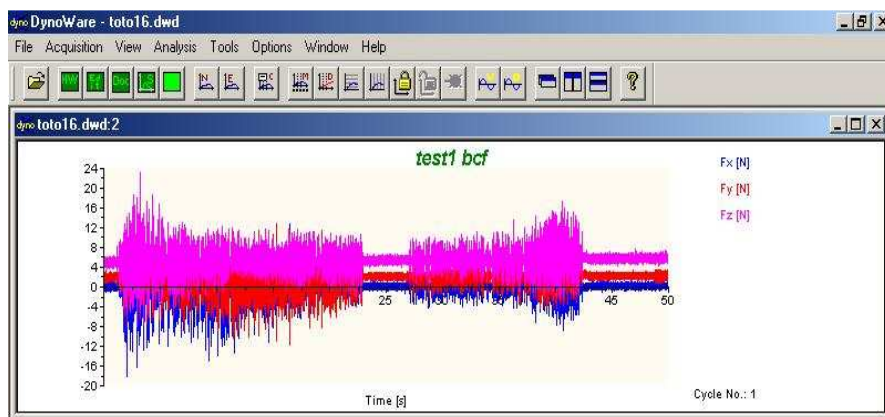 dyno DynoWare - toto16.dwd
File Acquisition View Analysis Tools Options Window Help
dyno toto16.dwd:2
test1 bcf
Fx [N]
Fy [N]
Fz [N]
24
20
16
12
8
4
0
-4
-8
-12
-16
-20
25
45
50
Time [s]
Cycle No.: 1